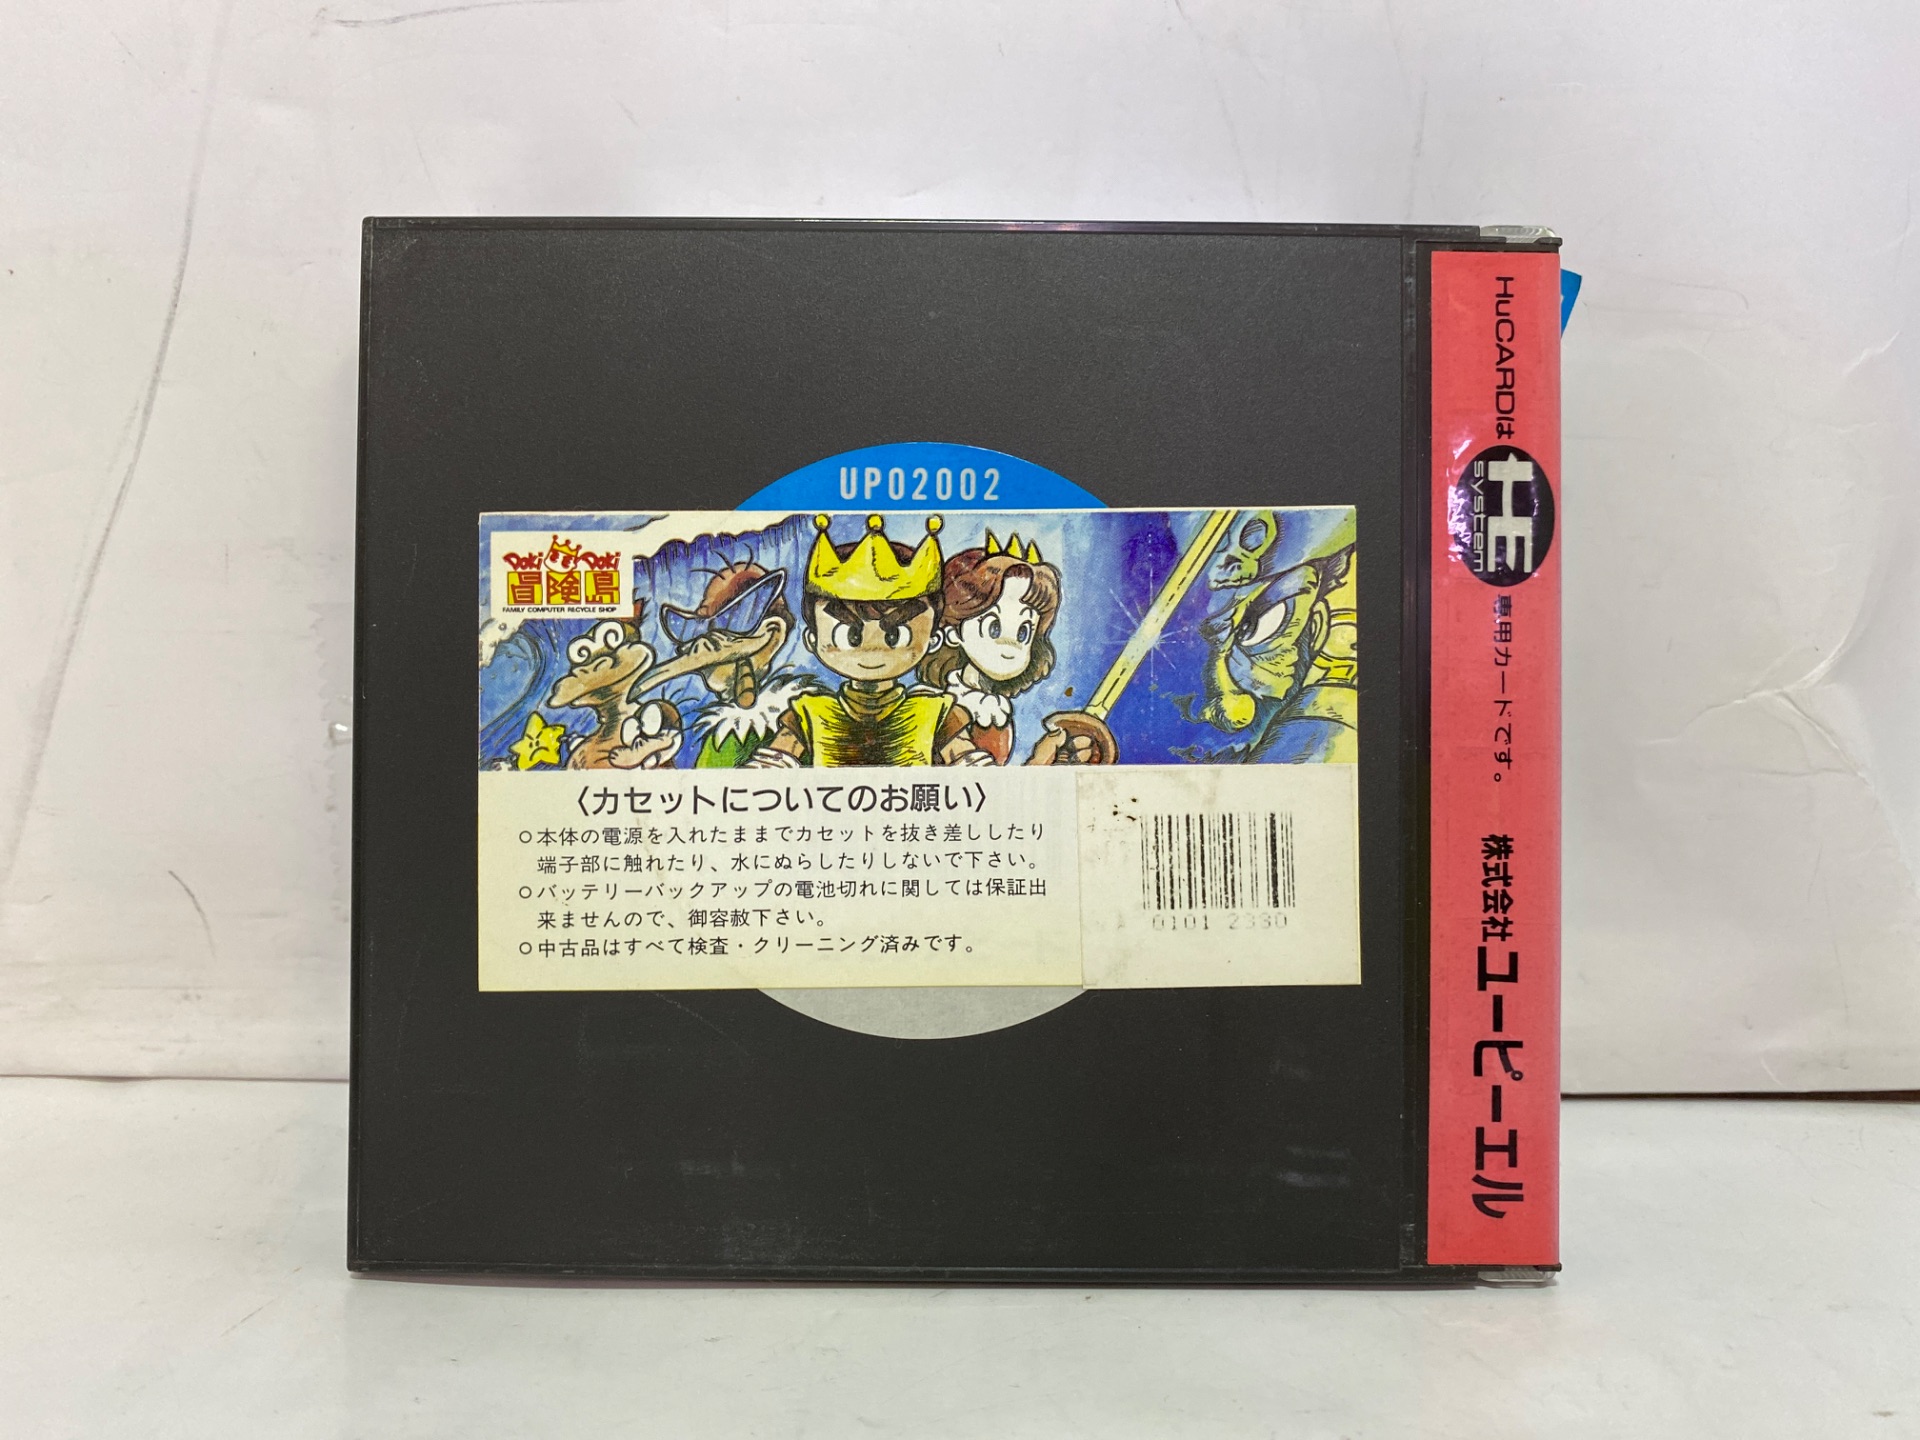 UP02002
Doki Doki
冒険島
FAMILY COMPUTER RECYCLE SHOP
〈カセットについてのお願い〉
○本体の電源を入れたままでカセットを抜き差ししたり
端子部に触れたり、水にぬらしたりしないで下さい。
○バッテリーバックアップの電池切れに関しては保証出
来ませんので、御容赦下さい。
○中古品はすべて検査・クリーニング済みです。
0101 2330
HuCARDは HE system 専用カードです。 株式会社ユーピーエル